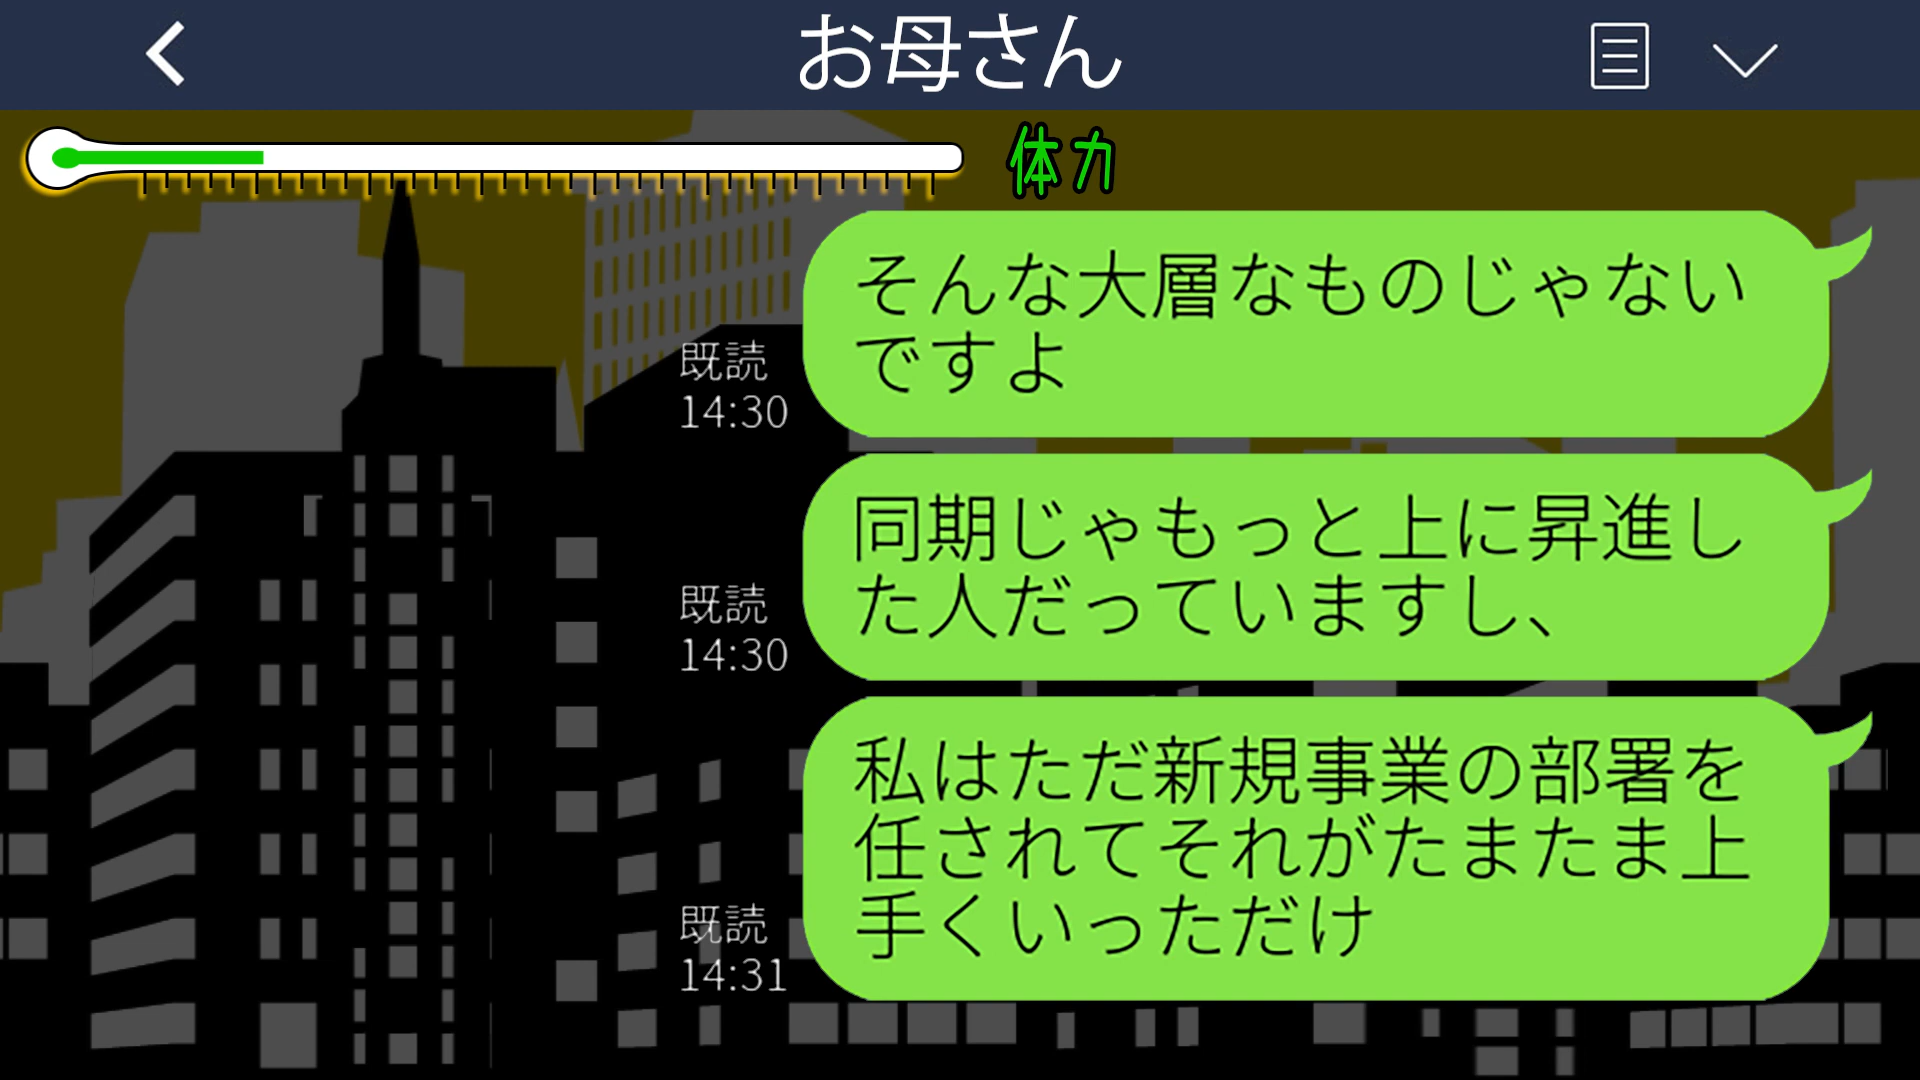 お母さん
体力
そんな大層なものじゃない
ですよ
既読
14:30
同期じゃもっと上に昇進し
た人だっていますし、
既読
14:30
私はただ新規事業の部署を
任されてそれがたまたま上
手くいっただけ
既読
14:31